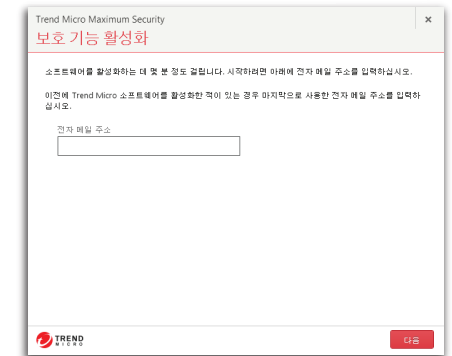 Trend Micro Maximum Security
×
보호 기능 활성화
소프트웨어를 활성화하는 데 몇 분 정도 걸립니다. 시작하려면 아래에 전자 메일 주소를 입력하십시오.
이전에 Trend Micro 소프트웨어를 활성화한 적이 있는 경우 마지막으로 사용한 전자 메일 주소를 입력하
십시오.
전자 메일 주소
TREND
MICRO
다음